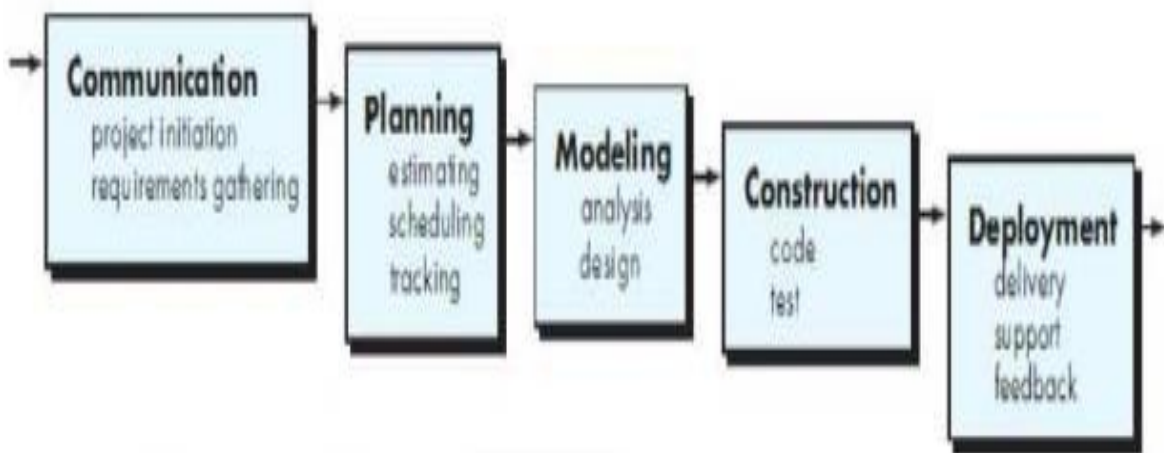 Communication
project initiation
requirements gathering
Planning
estimating
scheduling
tracking
Modeling
analysis
design
Construction
code
test
Deployment
delivery
support
feedback